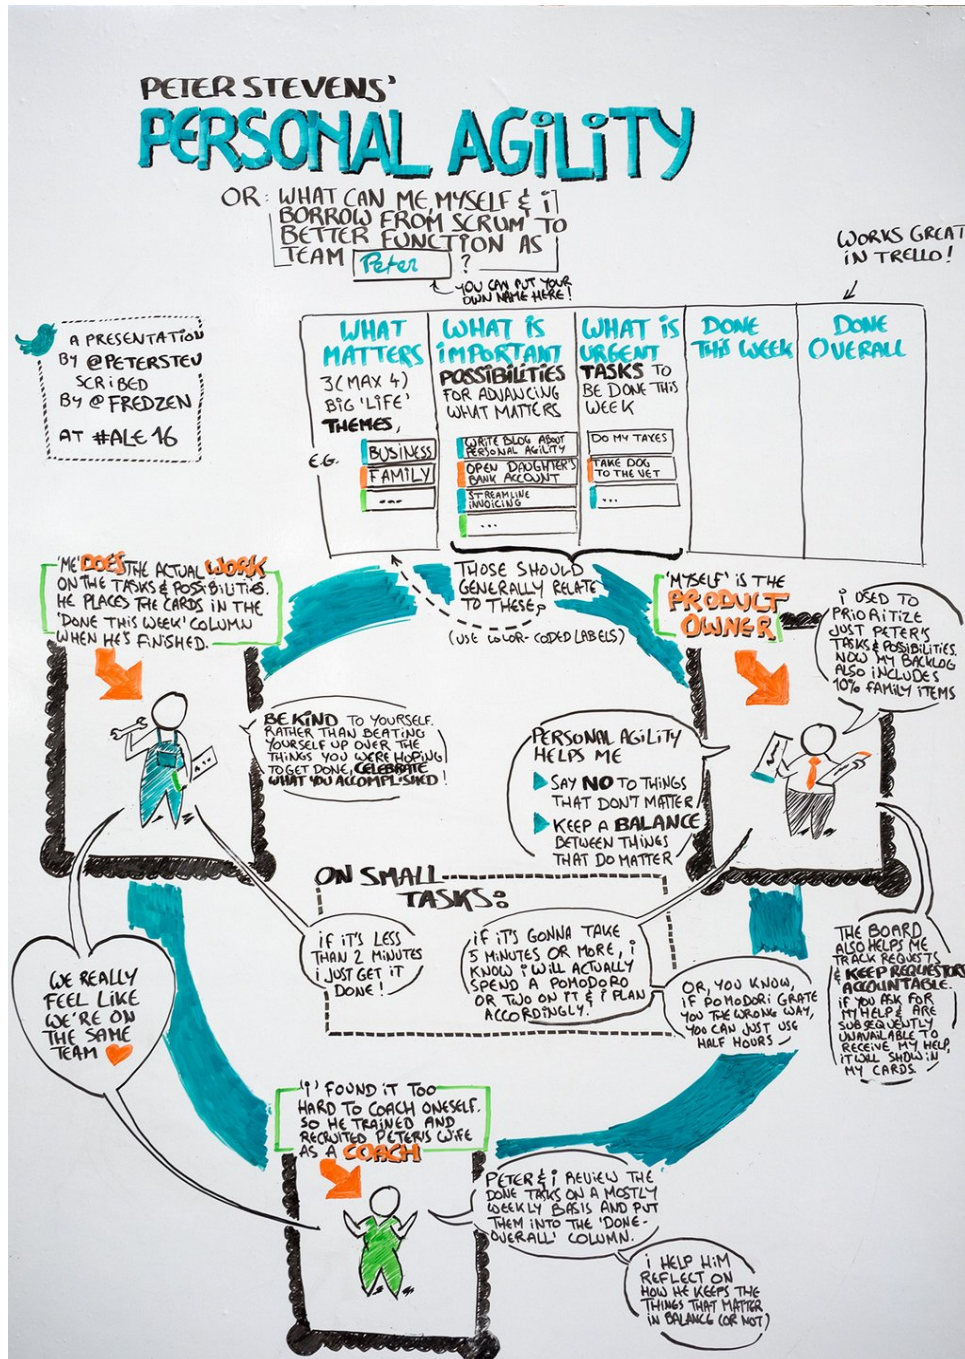 PETER STEVENS'
PERSONAL AGILITY
OR: WHAT CAN ME, MYSELF & i
BORROW FROM SCRUM TO
BETTER FUNCTION AS
TEAM Peter ?
YOU CAN PUT YOUR
OWN NAME HERE!
WORKS GREAT
IN TRELLO!
A PRESENTATION
BY @PETERSTEV
SCRIBED
BY @FREDZEN
AT #ALE16
WHAT
MATTERS
3 (MAX 4)
BIG 'LIFE'
THEMES,
E.G.
BUSINESS
FAMILY
---
WHAT IS
IMPORTANT
POSSIBILITIES
FOR ADVANCING
WHAT MATTERS
WRITE BLOG ABOUT
PERSONAL AGILITY
OPEN DAUGHTER'S
BANK ACCOUNT
STREAMLINE
INVOICING
...
WHAT IS
URGENT
TASKS TO
BE DONE THIS
WEEK
DO MY TAXES
TAKE DOG
TO THE VET
...
DONE
THIS WEEK
DONE
OVERALL
THOSE SHOULD
GENERALLY RELATE
TO THESE
(USE COLOR-CODED LABELS)
'ME' DOES THE ACTUAL WORK
ON THE TASKS & POSSIBILITIES.
HE PLACES THE CARDS IN THE
'DONE THIS WEEK' COLUMN
WHEN HE'S FINISHED.
BE KIND TO YOURSELF.
RATHER THAN BEATING
YOURSELF UP OVER THE
THINGS YOU WERE HOPING
TO GET DONE, CELEBRATE
WHAT YOU ACCOMPLISHED!
'MYSELF' IS THE
PRODUCT
OWNER
i USED TO
PRIORITIZE
JUST PETER'S
TASKS & POSSIBILITIES.
NOW MY BACKLOG
ALSO INCLUDES
10% FAMILY ITEMS
PERSONAL AGILITY
HELPS ME
SAY NO TO THINGS
THAT DON'T MATTER
KEEP A BALANCE
BETWEEN THINGS
THAT DO MATTER
ON SMALL
TASKS:
IF IT'S LESS
THAN 2 MINUTES
i JUST GET IT
DONE!
IF IT'S GONNA TAKE
5 MINUTES OR MORE, i
KNOW i WILL ACTUALLY
SPEND A POMODORO
OR TWO ON IT & i PLAN
ACCORDINGLY.
OR, YOU KNOW,
IF POMODORI GRATE
YOU THE WRONG WAY,
YOU CAN JUST USE
HALF HOURS
THE BOARD
ALSO HELPS ME
TRACK REQUESTS
& KEEP REQUESTORS
ACCOUNTABLE.
IF YOU ASK FOR
MY HELP & ARE
SUBSEQUENTLY
UNAVAILABLE TO
RECEIVE MY HELP,
IT WILL SHOW IN
MY CARDS
WE REALLY
FEEL LIKE
WE'RE ON
THE SAME
TEAM
'i' FOUND IT TOO
HARD TO COACH ONESELF.
SO HE TRAINED AND
RECRUITED PETER'S WIFE
AS A COACH
PETER & i REVIEW THE
DONE TASKS ON A MOSTLY
WEEKLY BASIS AND PUT
THEM INTO THE 'DONE-
OVERALL' COLUMN.
i HELP HIM
REFLECT ON
HOW HE KEEPS THE
THINGS THAT MATTER
IN BALANCE (OR NOT)